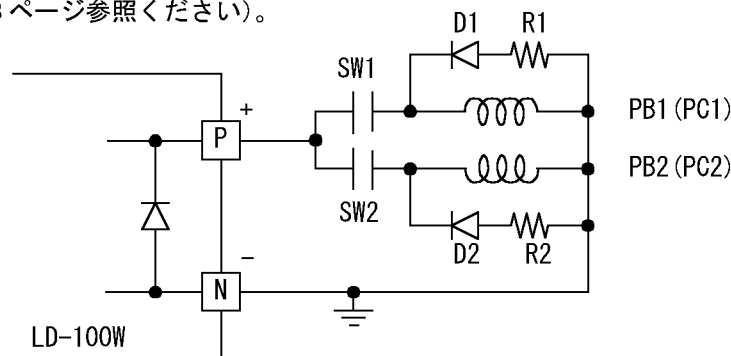 ページ参照ください)。
D1 R1
SW1
+
P
PB1(PC1)
PB2(PC2)
SW2
D2 R2
−
N
LD-100W